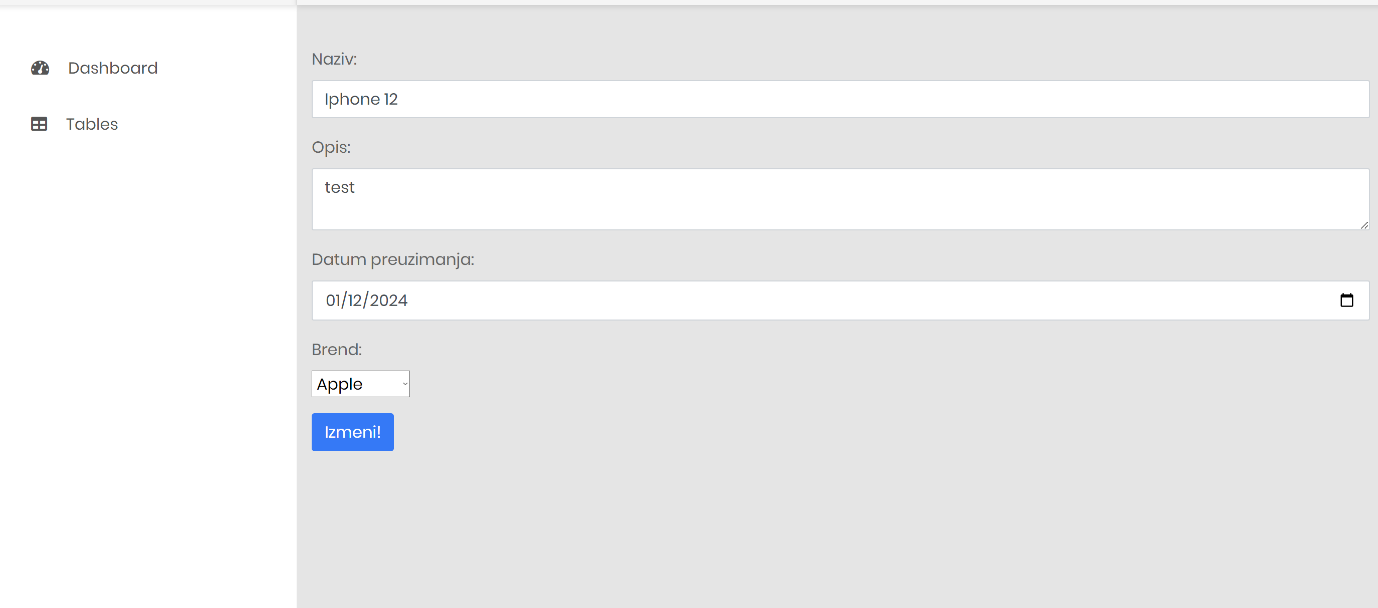 Dashboard
Tables
Naziv:
Iphone 12
Opis:
test
Datum preuzimanja:
01/12/2024
Brend:
Apple
Izmeni!